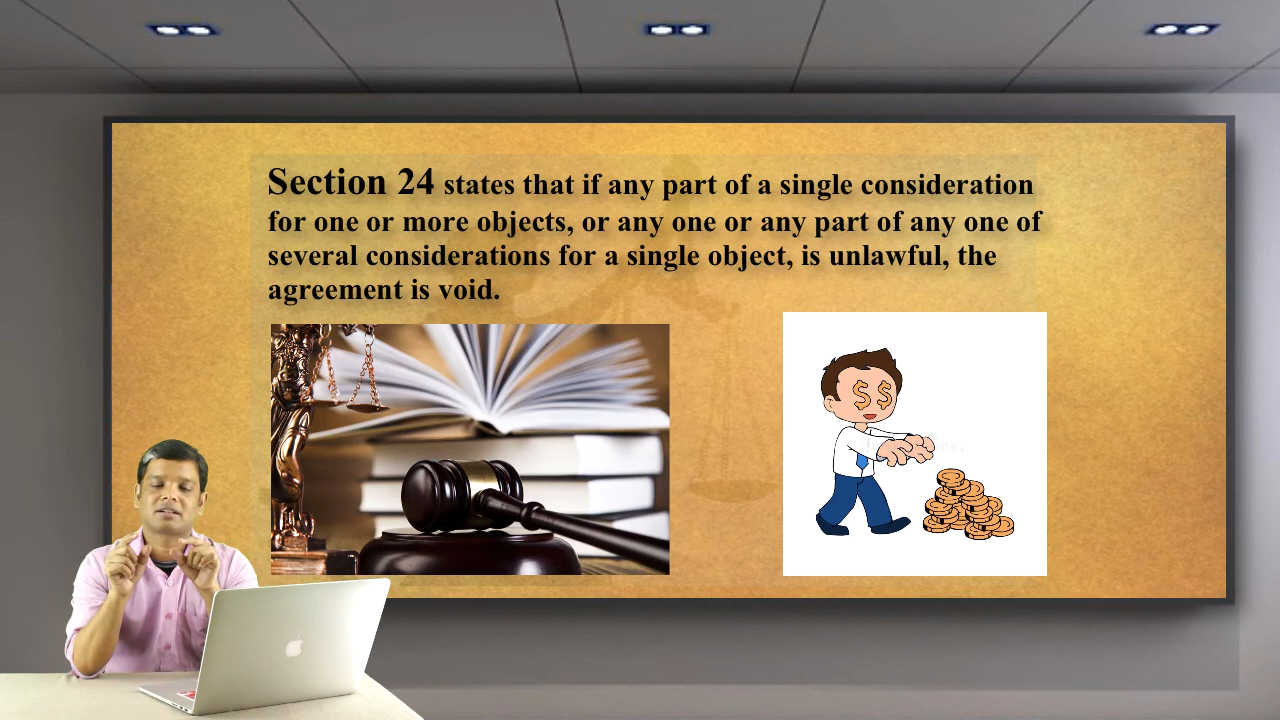 Section 24 states that if any part of a single consideration
for one or more objects, or any one or any part of any one of
several considerations for a single object, is unlawful, the
agreement is void.